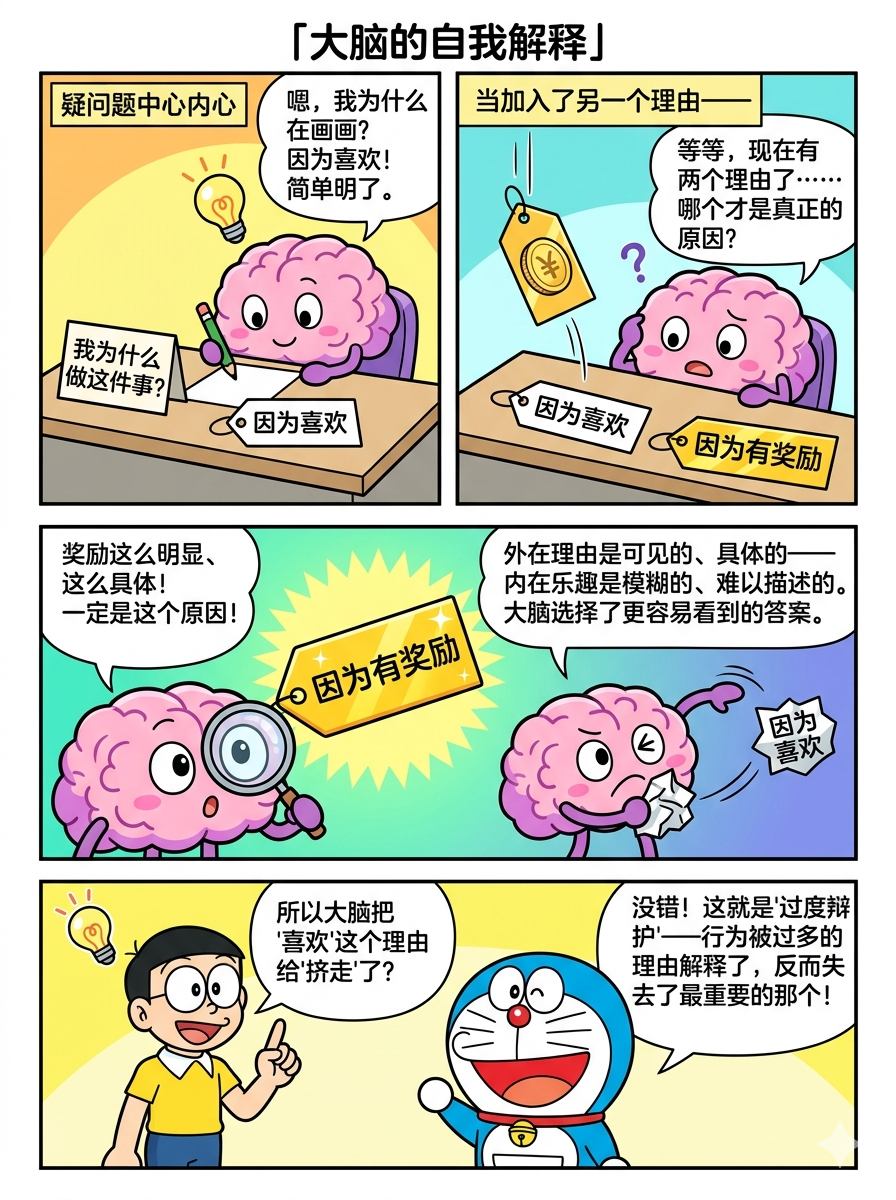 「大脑的自我解释」
疑问题中心内心
嗯，我为什么
在画画？
因为喜欢！
简单明了。
我为什么
做这件事？
因为喜欢
当加入了另一个理由——
等等，现在有
两个理由了……
哪个才是真正的
原因？
¥
?
因为喜欢
因为有奖励
奖励这么明显、
这么具体！
一定是这个原因！
因为有奖励
外在理由是可见的、具体的——
内在乐趣是模糊的、难以描述的。
大脑选择了更容易看到的答案。
因为
喜欢
所以大脑把
'喜欢'这个理由
给'挤走'了？
没错！这就是'过度辩
护'——行为被过多的
理由解释了，反而失
去了最重要的那个！